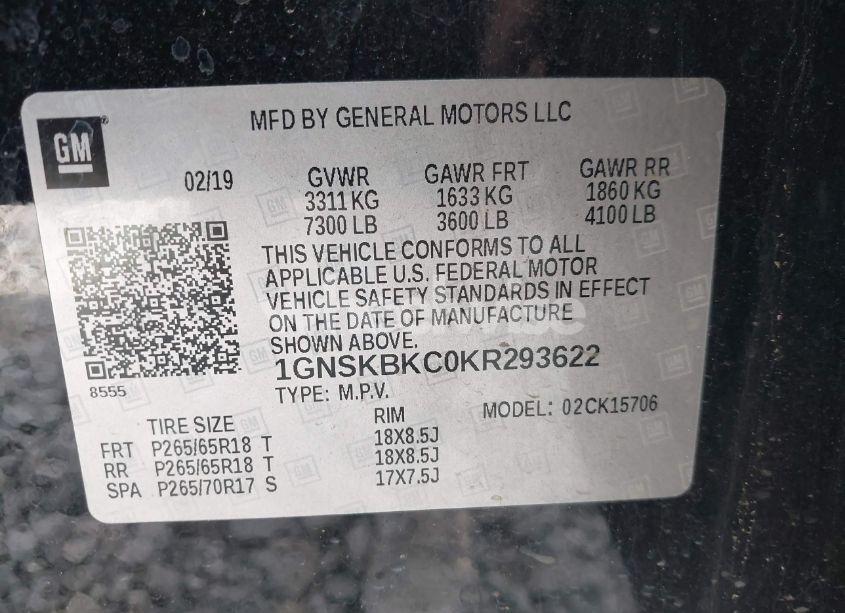 MFD BY GENERAL MOTORS LLC
GM
02/19 GVWR GAWR FRT GAWR RR
3311 KG 1633 KG 1860 KG
7300 LB 3600 LB 4100 LB
THIS VEHICLE CONFORMS TO ALL
APPLICABLE U.S. FEDERAL MOTOR
VEHICLE SAFETY STANDARDS IN EFFECT
ON THE DATE OF MANUFACTURE
SHOWN ABOVE.
1GNSKBKC0KR293622
8555
TYPE: M.P.V.
MODEL: 02CK15706
TIRE SIZE RIM
FRT P265/65R18 T 18X8.5J
RR P265/65R18 T 18X8.5J
SPA P265/70R17 S 17X7.5J